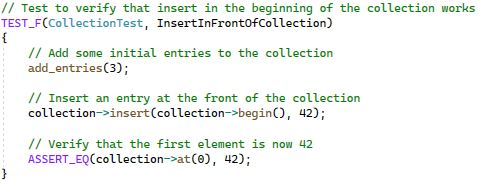 // Test to verify that insert in the beginning of the collection works
TEST_F(CollectionTest, InsertInFrontOfCollection)
{
    // Add some initial entries to the collection
    add_entries(3);

    // Insert an entry at the front of the collection
    collection->insert(collection->begin(), 42);

    // Verify that the first element is now 42
    ASSERT_EQ(collection->at(0), 42);
}